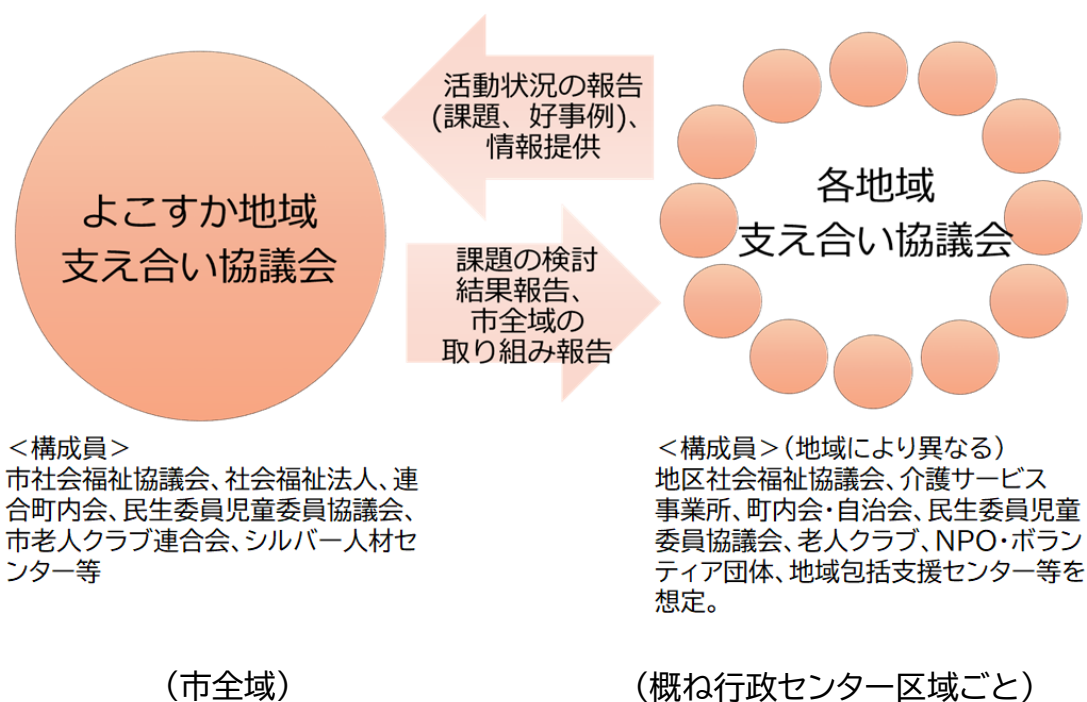 よこすか地域
支え合い協議会
活動状況の報告
(課題、好事例)、
情報提供
課題の検討
結果報告、
市全域の
取り組み報告
各地域
支え合い協議会
＜構成員＞
市社会福祉協議会、社会福祉法人、連
合町内会、民生委員児童委員協議会、
市老人クラブ連合会、シルバー人材セ
ンター等
＜構成員＞（地域により異なる）
地区社会福祉協議会、介護サービス
事業所、町内会・自治会、民生委員児童
委員協議会、老人クラブ、NPO・ボラン
ティア団体、地域包括支援センター等を
想定。
（市全域）
（概ね行政センター区域ごと）